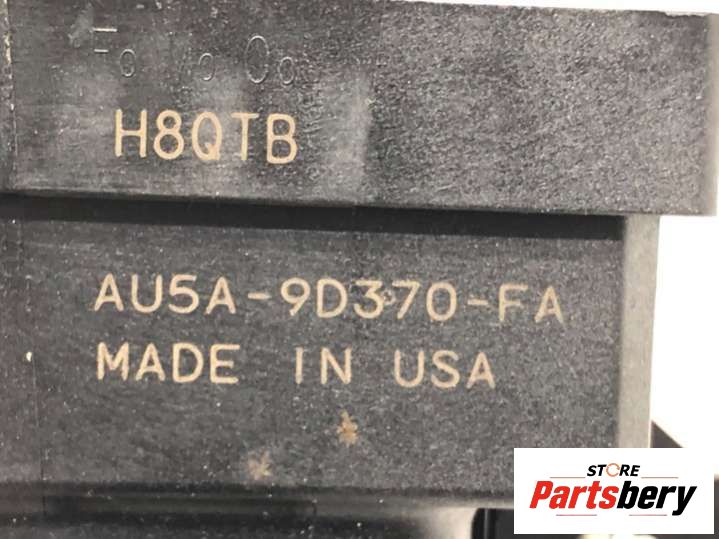 H8QTB
AU5A-9D370-FA
MADE IN USA
STORE
Partsbery